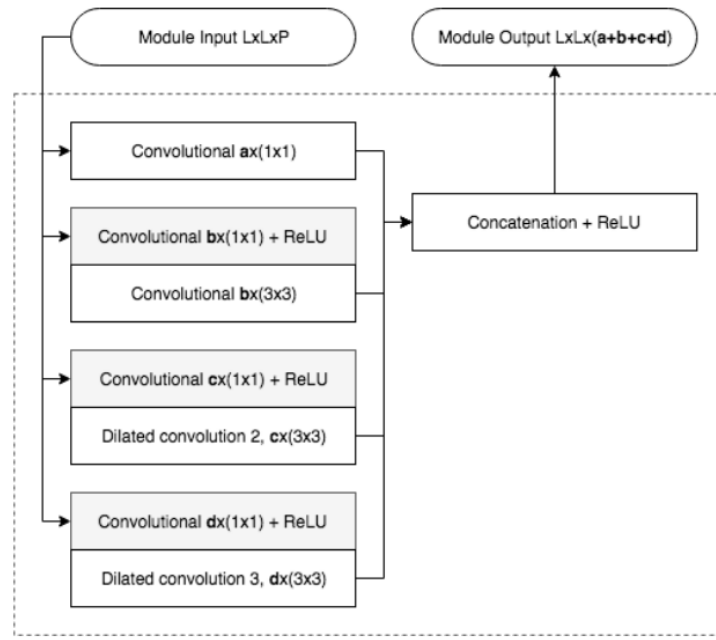 Module Input LxLxP
Module Output LxLx(a+b+c+d)
Convolutional ax(1x1)
Convolutional bx(1x1) + ReLU
Convolutional bx(3x3)
Concatenation + ReLU
Convolutional cx(1x1) + ReLU
Dilated convolution 2, cx(3x3)
Convolutional dx(1x1) + ReLU
Dilated convolution 3, dx(3x3)